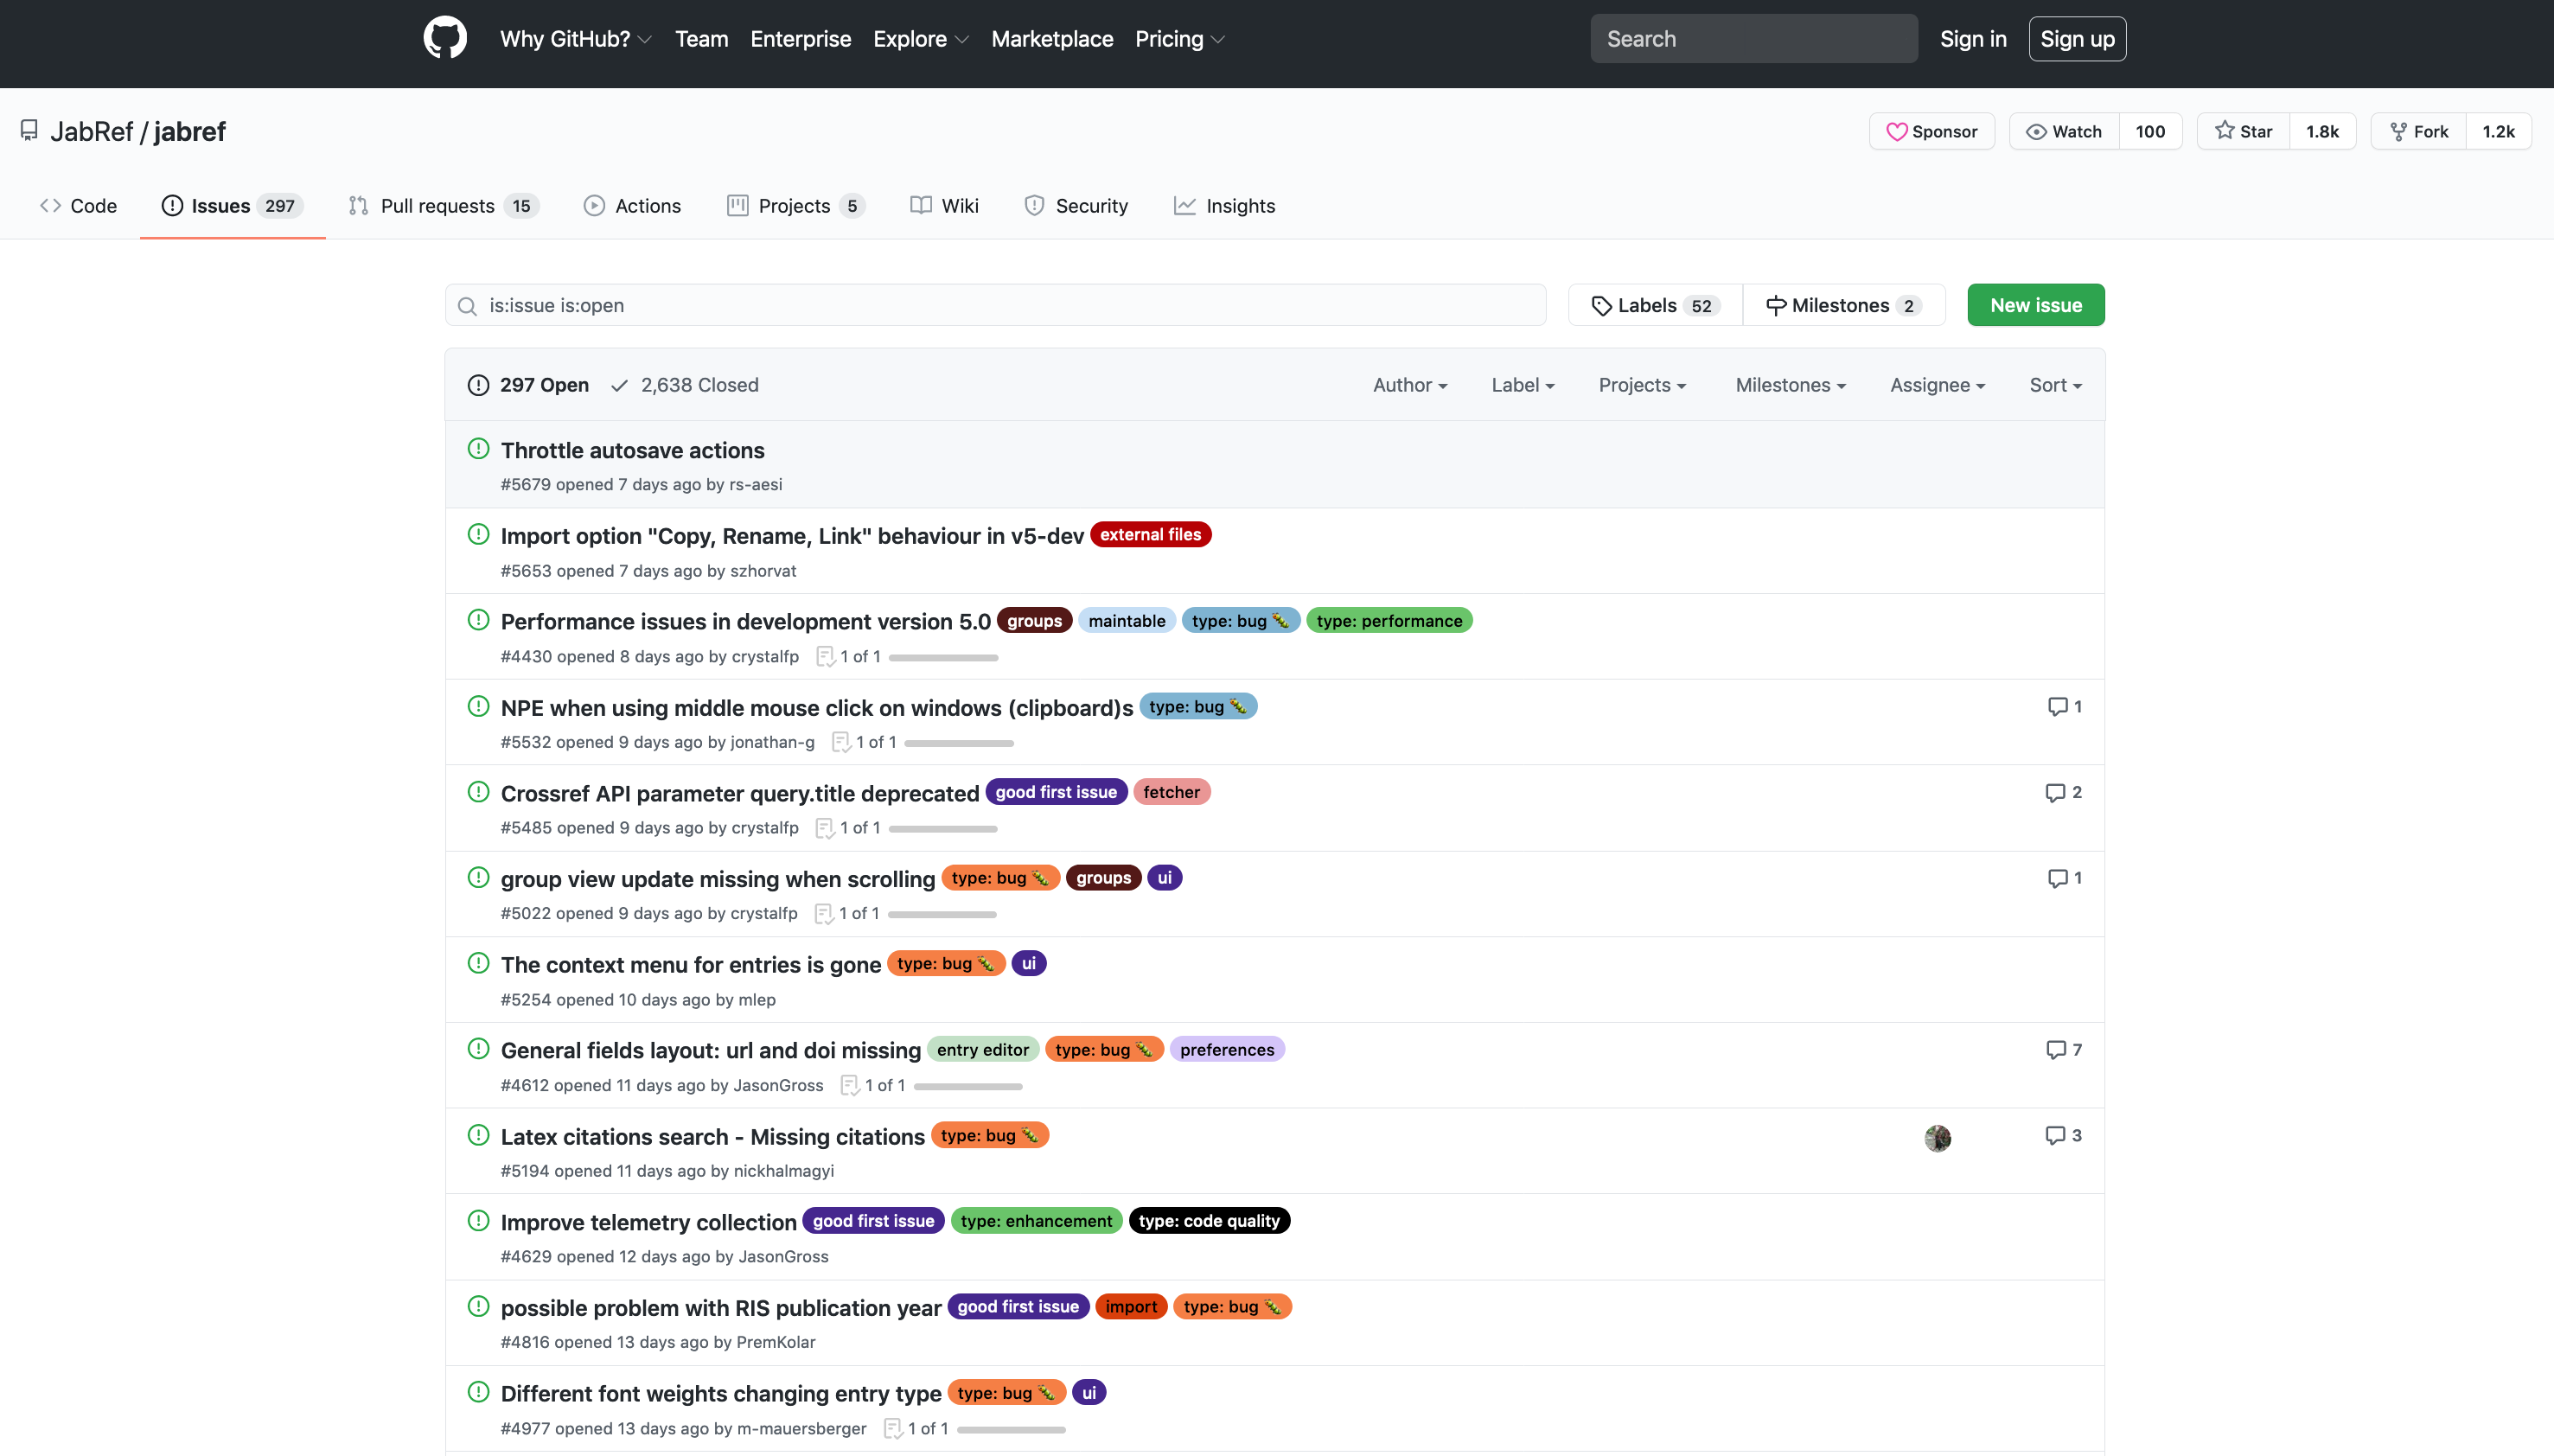 Why GitHub? Team Enterprise Explore Marketplace Pricing Search Sign in Sign up
JabRef / jabref Sponsor Watch 100 Star 1.8k Fork 1.2k
Code Issues 297 Pull requests 15 Actions Projects 5 Wiki Security Insights
is:issue is:open Labels 52 Milestones 2 New issue
297 Open 2,638 Closed Author Label Projects Milestones Assignee Sort
Throttle autosave actions
#5679 opened 7 days ago by rs-aesi
Import option "Copy, Rename, Link" behaviour in v5-dev external files
#5653 opened 7 days ago by szhorvat
Performance issues in development version 5.0 groups maintable type: bug 🐛 type: performance
#4430 opened 8 days ago by crystalfp 1 of 1
NPE when using middle mouse click on windows (clipboard)s type: bug 🐛 1
#5532 opened 9 days ago by jonathan-g 1 of 1
Crossref API parameter query.title deprecated good first issue fetcher 2
#5485 opened 9 days ago by crystalfp 1 of 1
group view update missing when scrolling type: bug 🐛 groups ui 1
#5022 opened 9 days ago by crystalfp 1 of 1
The context menu for entries is gone type: bug 🐛 ui
#5254 opened 10 days ago by mlep
General fields layout: url and doi missing entry editor type: bug 🐛 preferences 7
#4612 opened 11 days ago by JasonGross 1 of 1
Latex citations search - Missing citations type: bug 🐛 3
#5194 opened 11 days ago by nickhalmagyi
Improve telemetry collection good first issue type: enhancement type: code quality
#4629 opened 12 days ago by JasonGross
possible problem with RIS publication year good first issue import type: bug 🐛
#4816 opened 13 days ago by PremKolar
Different font weights changing entry type type: bug 🐛 ui
#4977 opened 13 days ago by m-mauersberger 1 of 1